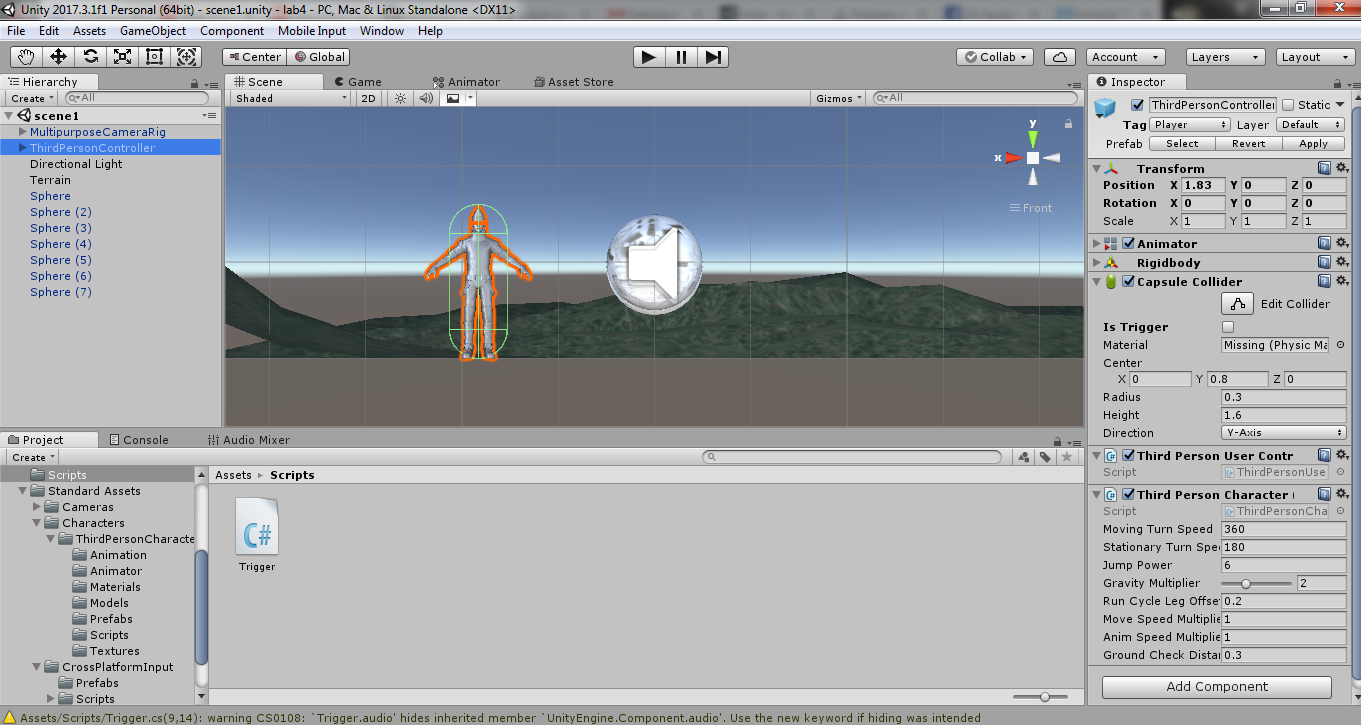 Unity 2017.3.1f1 Personal (64bit) - scene1.unity - lab4 - PC, Mac & Linux Standalone <DX11>
File Edit Assets GameObject Component Mobile Input Window Help
Center Global Collab Account Layers Layout
Hierarchy
Create All
scene1
MultipurposeCameraRig
ThirdPersonController
Directional Light
Terrain
Sphere
Sphere (2)
Sphere (3)
Sphere (4)
Sphere (5)
Sphere (6)
Sphere (7)
Scene Game Animator Asset Store
Shaded 2D Gizmos All
y
x
Front
Inspector
ThirdPersonController Static
Tag Player Layer Default
Prefab Select Revert Apply
Transform
Position X 1.83 Y 0 Z 0
Rotation X 0 Y 0 Z 0
Scale X 1 Y 1 Z 1
Animator
Rigidbody
Capsule Collider
Edit Collider
Is Trigger
Material Missing (Physic Ma
Center
X 0 Y 0.8 Z 0
Radius 0.3
Height 1.6
Direction Y-Axis
Third Person User Contr
Script ThirdPersonUse
Third Person Character (
Script ThirdPersonCha
Moving Turn Speed 360
Stationary Turn Spee 180
Jump Power 6
Gravity Multiplier 2
Run Cycle Leg Offse 0.2
Move Speed Multiplie 1
Anim Speed Multiplie 1
Ground Check Distan 0.3
Add Component
Project Console Audio Mixer
Create
Scripts
Standard Assets
Cameras
Characters
ThirdPersonCharacte
Animation
Animator
Materials
Models
Prefabs
Scripts
Textures
CrossPlatformInput
Prefabs
Scripts
Assets Scripts
C#
Trigger
Assets/Scripts/Trigger.cs(9,14): warning CS0108: `Trigger.audio' hides inherited member `UnityEngine.Component.audio'. Use the new keyword if hiding was intended